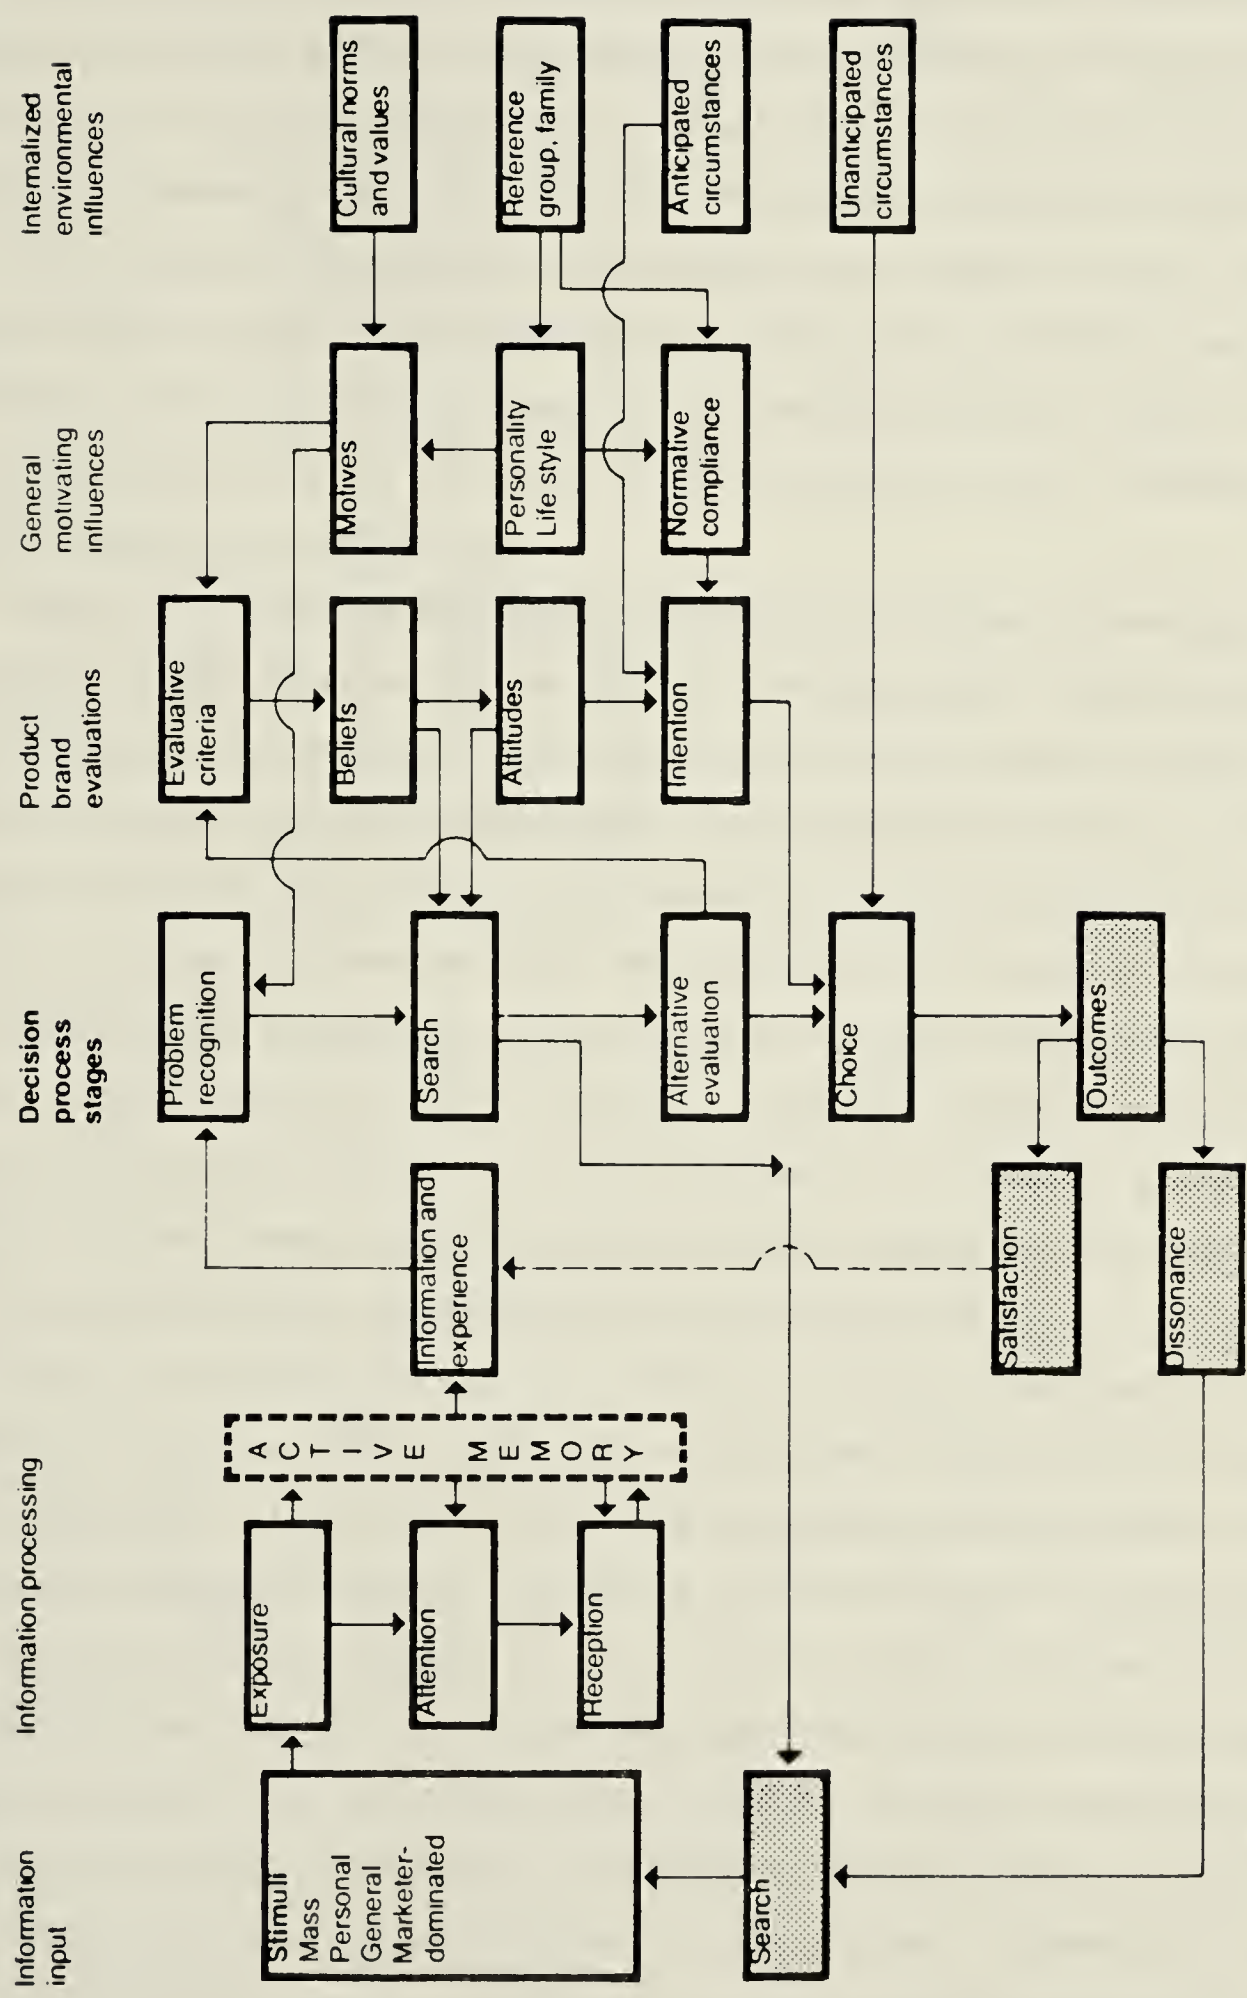 Information
input
Information processing
Decision
process
stages
Product
brand
evaluations
General
motivating
influences
Internalized
environmental
influences
Stimuli
Mass
Personal
General
Marketer-
dominated
Search
Exposure
Attention
Reception
ACTIVE MEMORY
Information and
experience
Satisfaction
Dissonance
Problem
recognition
Search
Alternative
evaluation
Choice
Outcomes
Evaluative
criteria
Beliefs
Attitudes
Intention
Motives
Personality
Life style
Normative
compliance
Cultural norms
and values
Reference
group, family
Anticipated
circumstances
Unanticipated
circumstances